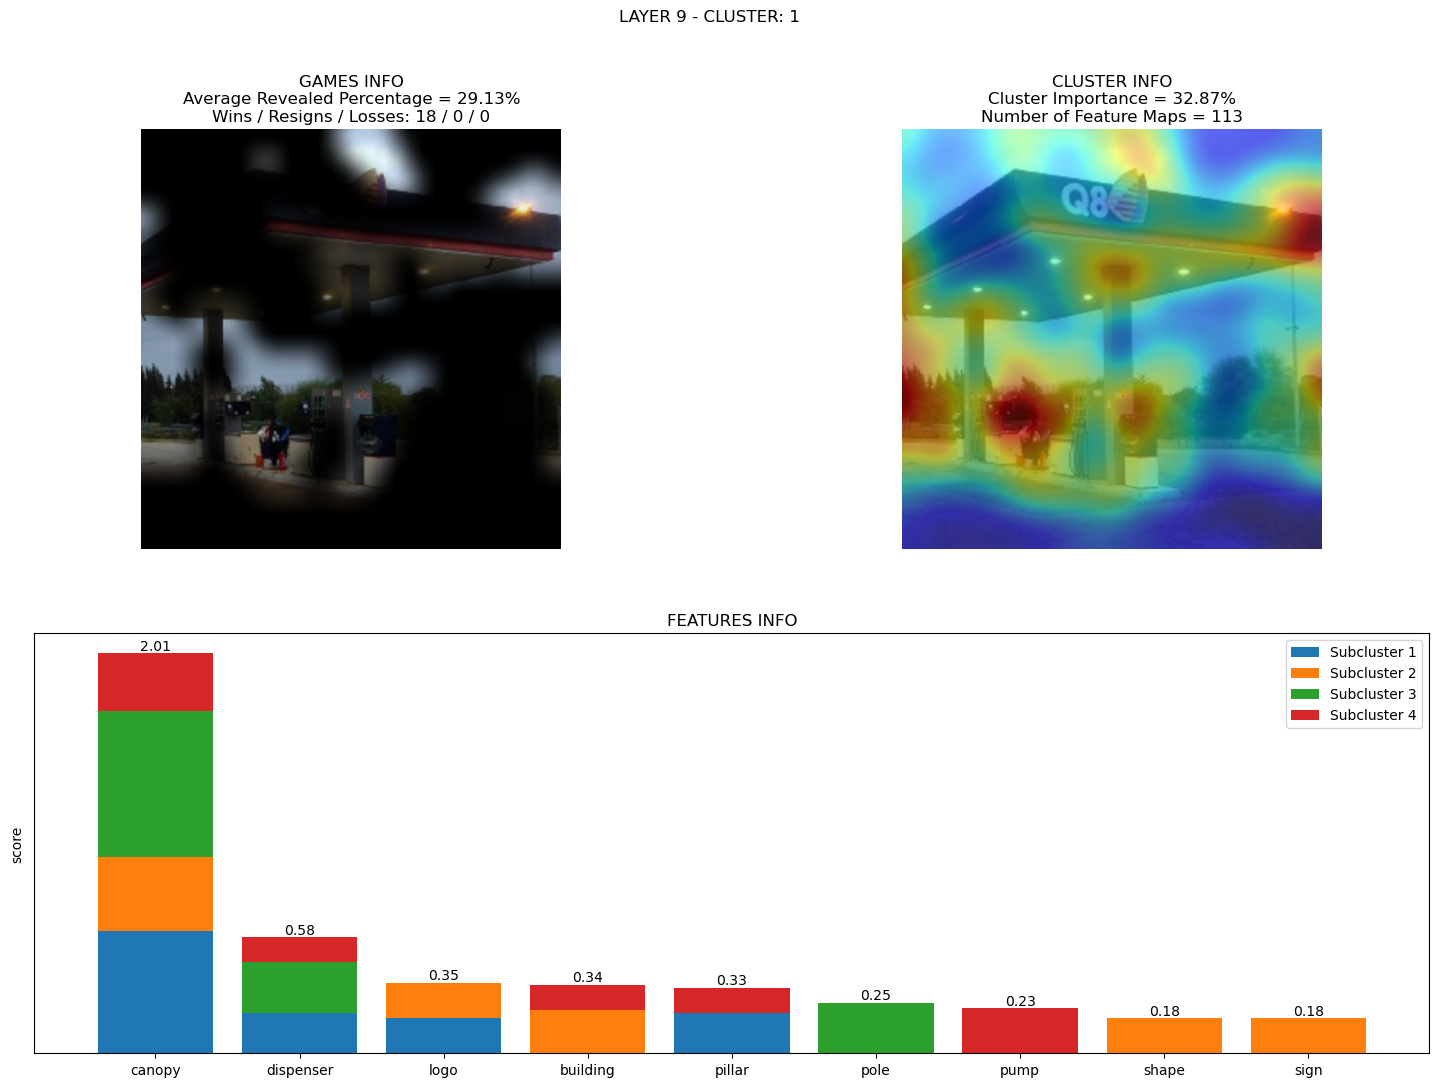 LAYER 9 - CLUSTER: 1
GAMES INFO
Average Revealed Percentage = 29.13%
Wins / Resigns / Losses: 18 / 0 / 0
CLUSTER INFO
Cluster Importance = 32.87%
Number of Feature Maps = 113
Q8
FEATURES INFO
Subcluster 1
Subcluster 2
Subcluster 3
Subcluster 4
2.01
0.58
0.35
0.34
0.33
0.25
0.23
0.18
0.18
score
canopy
dispenser
logo
building
pillar
pole
pump
shape
sign